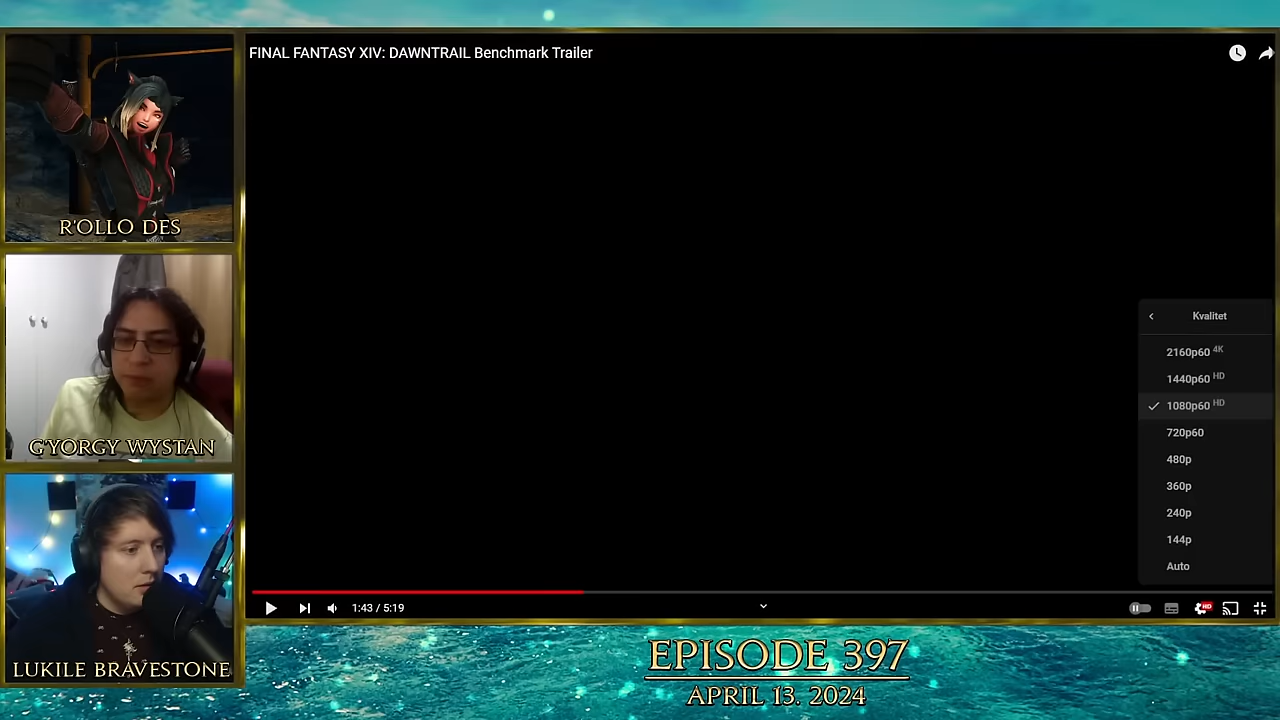 FINAL FANTASY XIV: DAWNTRAIL Benchmark Trailer
R'OLLO DES
G'YORGY WYSTAN
LUKILE BRAVESTONE
Kvalitet
2160p60 4K
1440p60 HD
1080p60 HD
720p60
480p
360p
240p
144p
Auto
1:43 / 5:19
HD
EPISODE 397
APRIL 13. 2024